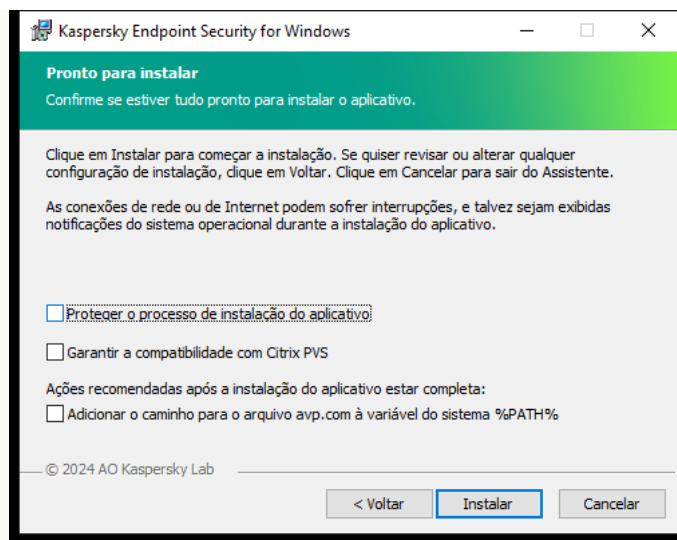 Kaspersky Endpoint Security for Windows
Pronto para instalar
Confirme se estiver tudo pronto para instalar o aplicativo.
Clique em Instalar para começar a instalação. Se quiser revisar ou alterar qualquer
configuração de instalação, clique em Voltar. Clique em Cancelar para sair do Assistente.
As conexões de rede ou de Internet podem sofrer interrupções, e talvez sejam exibidas
notificações do sistema operacional durante a instalação do aplicativo.
Proteger o processo de instalação do aplicativo
Garantir a compatibilidade com Citrix PVS
Ações recomendadas após a instalação do aplicativo estar completa:
Adicionar o caminho para o arquivo avp.com à variável do sistema %PATH%
© 2024 AO Kaspersky Lab
< Voltar Instalar Cancelar